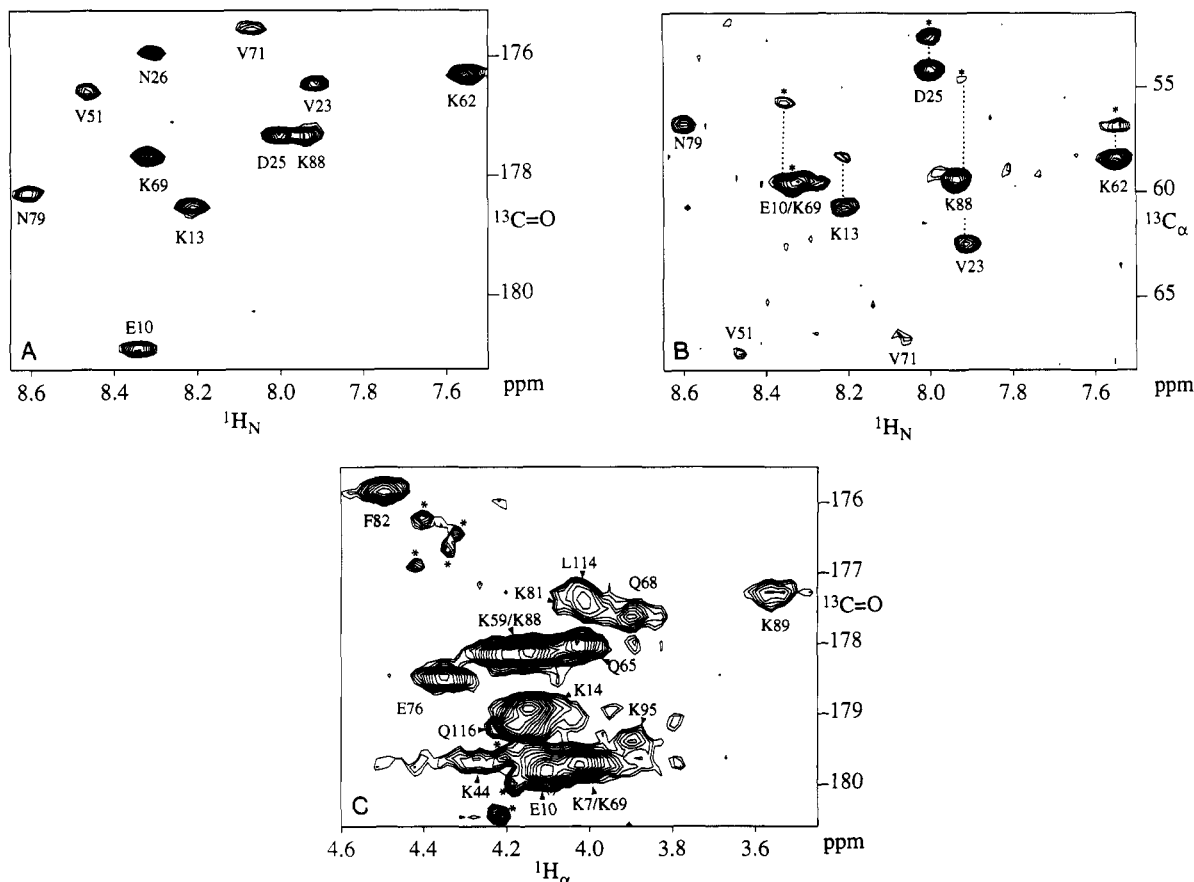 V71
176
N26
V51
V23
K62
D25 K88
K69
178
N79
¹³C=O
K13
180
E10
A
8.6 8.4 8.2 8.0 7.8 7.6 ppm
¹H_N
*
55
D25
*
*
*
N79
*
K62
60
E10/K69
K88
K13
¹³C_α
V23
65
V51
V71
B
8.6 8.4 8.2 8.0 7.8 7.6 ppm
¹H_N
176
F82
*
*
*
*
L114
177
K81
Q68
¹³C=O
K59/K88
K89
178
Q65
E76
K14
179
K95
Q116
*
K44
E10
K7/K69
180
*
*
C
4.6 4.4 4.2 4.0 3.8 3.6 ppm
¹H_α